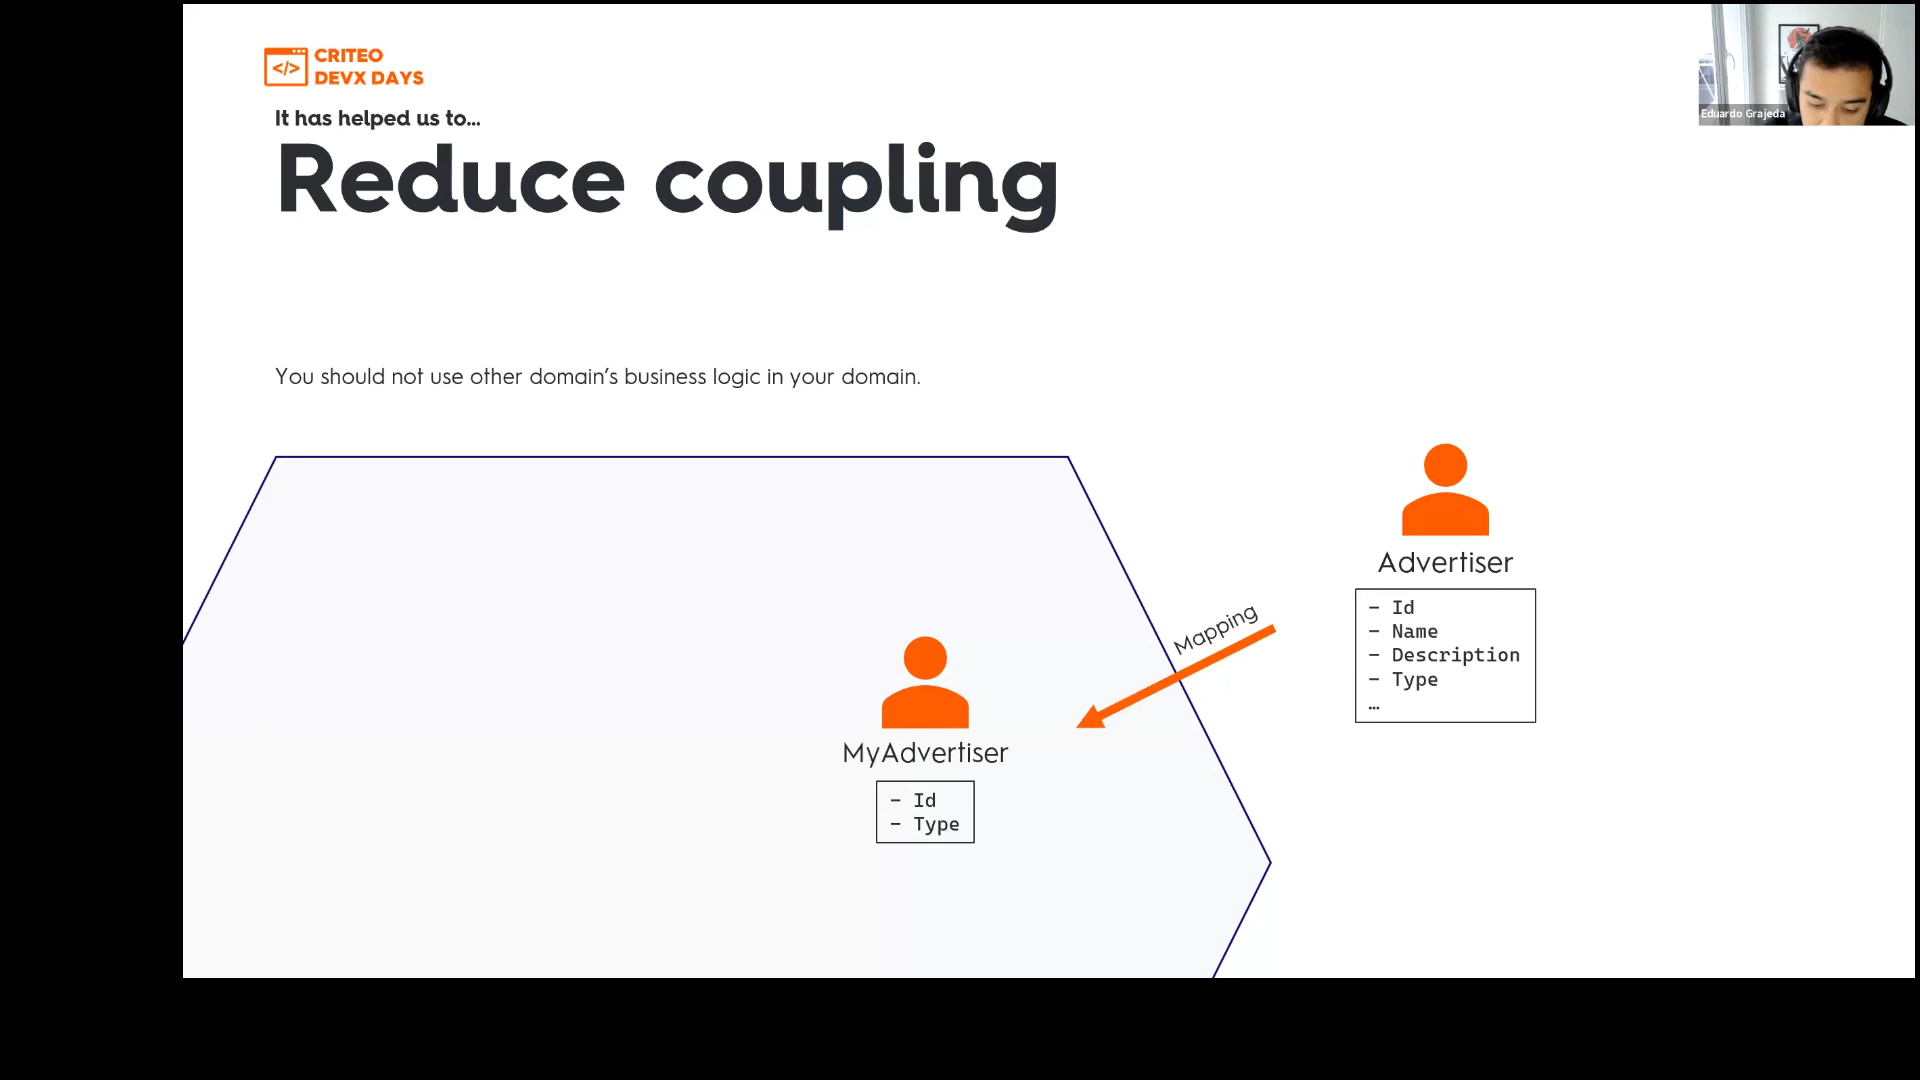 </>
CRITEO
DEVX DAYS
It has helped us to...
Reduce coupling
Eduardo Grajeda
You should not use other domain’s business logic in your domain.
Advertiser
- Id
- Name
- Description
- Type
…
Mapping
MyAdvertiser
- Id
- Type